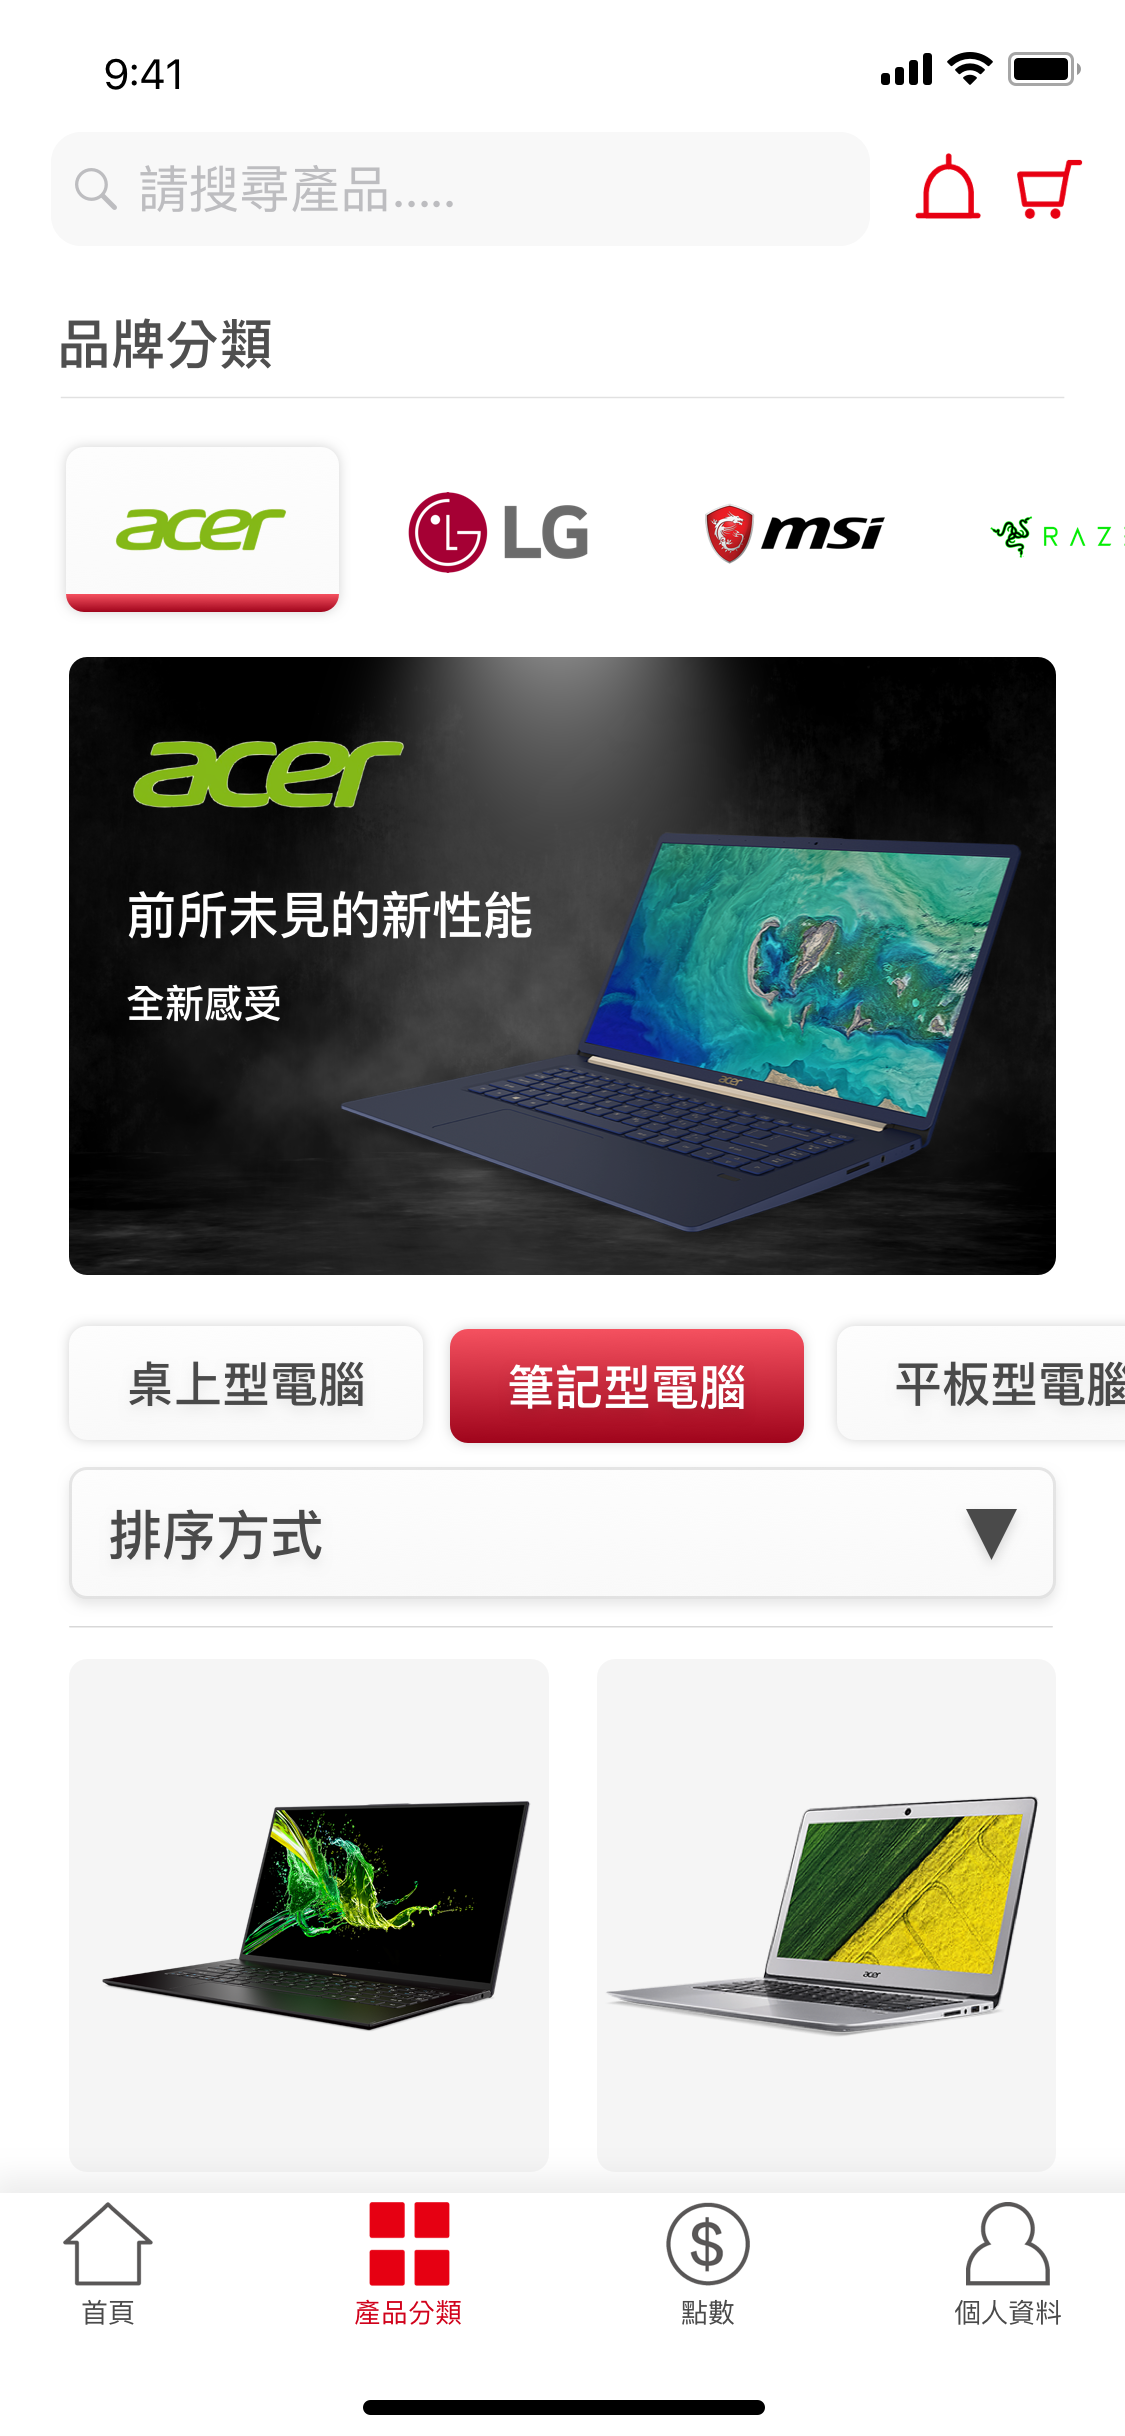 9:41
請搜尋產品.....
品牌分類
acer
LG
msi
RAZ
acer
前所未見的新性能
全新感受
acer
桌上型電腦
筆記型電腦
平板型電腦
排序方式
acer
首頁
產品分類
$
點數
個人資料